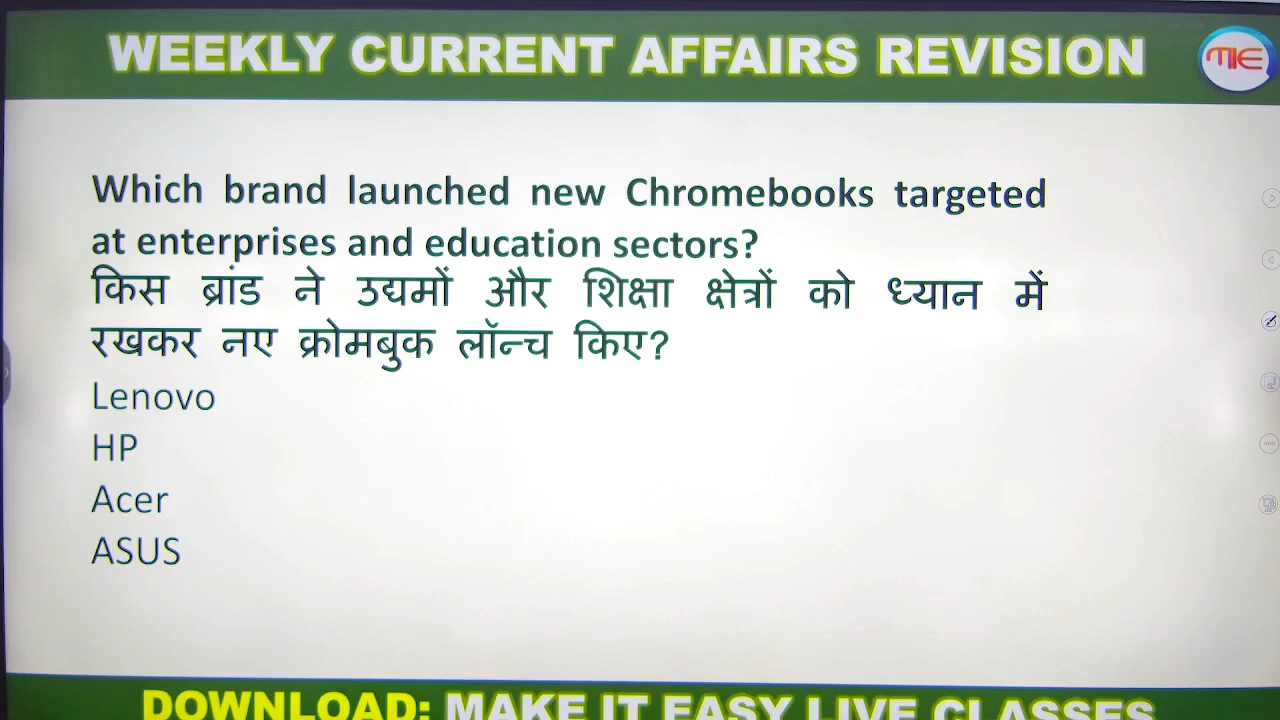 WEEKLY CURRENT AFFAIRS REVISION
MIE
Which brand launched new Chromebooks targeted
at enterprises and education sectors?
किस ब्रांड ने उद्यमों और शिक्षा क्षेत्रों को ध्यान में
रखकर नए क्रोमबुक लॉन्च किए?
Lenovo
HP
Acer
ASUS
DOWNLOAD: MAKE IT EASY LIVE CLASSES